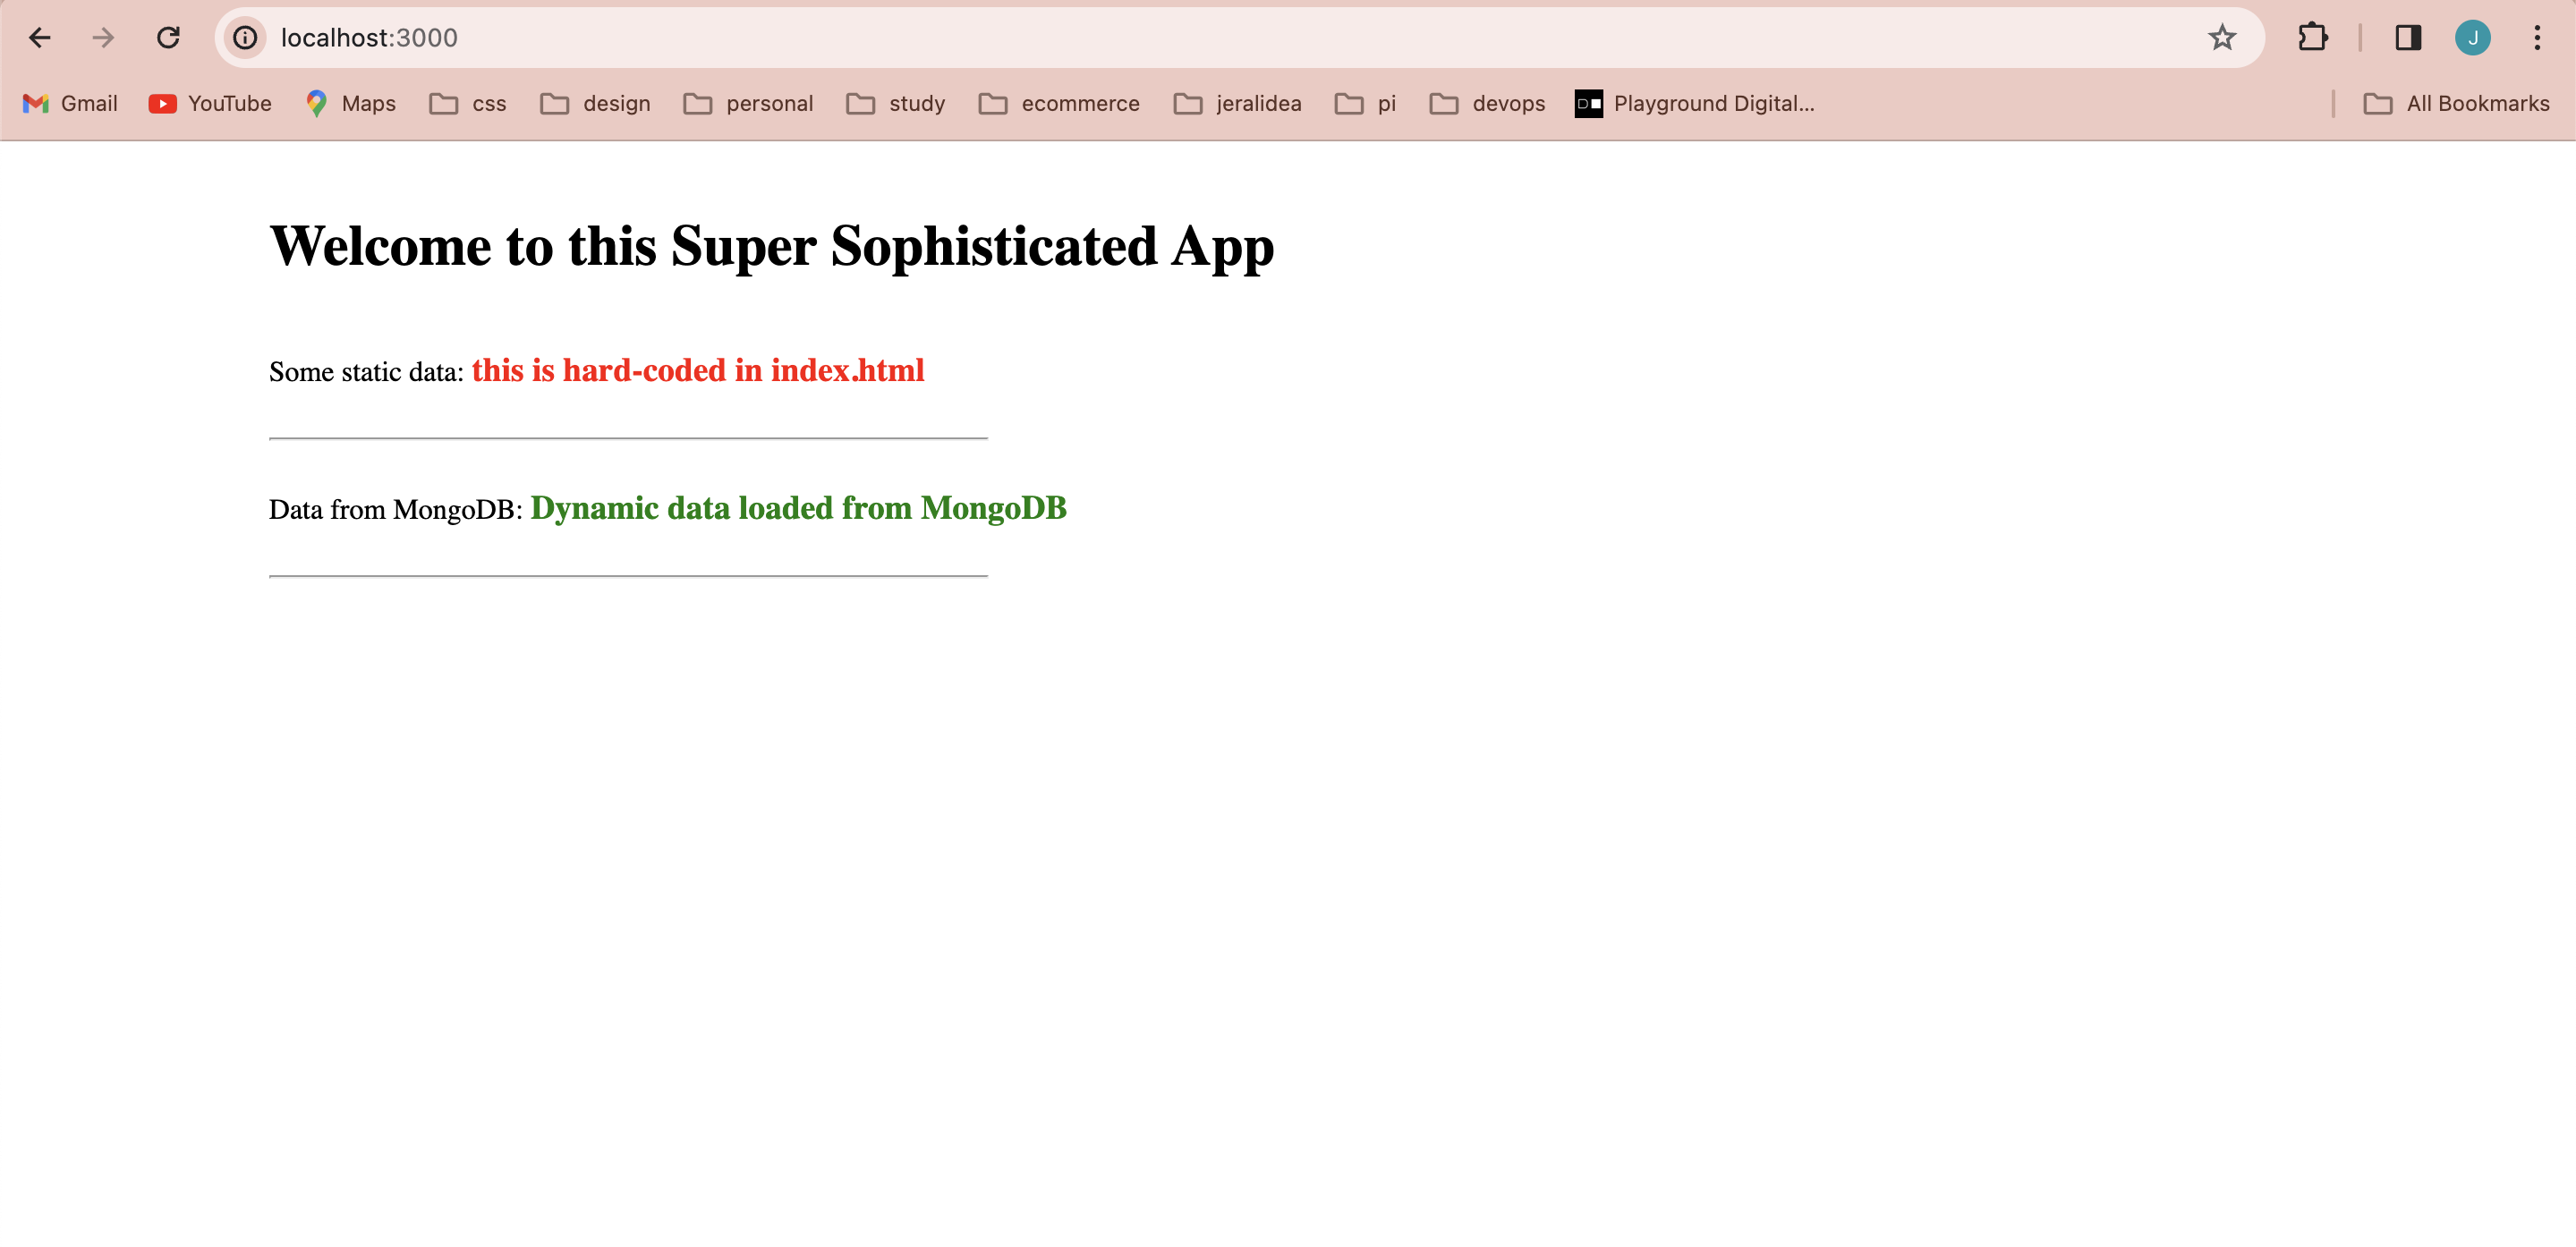 localhost:3000
J
Gmail YouTube Maps css design personal study ecommerce jeralidea pi devops Playground Digital... All Bookmarks
Welcome to this Super Sophisticated App
Some static data: this is hard-coded in index.html
Data from MongoDB: Dynamic data loaded from MongoDB